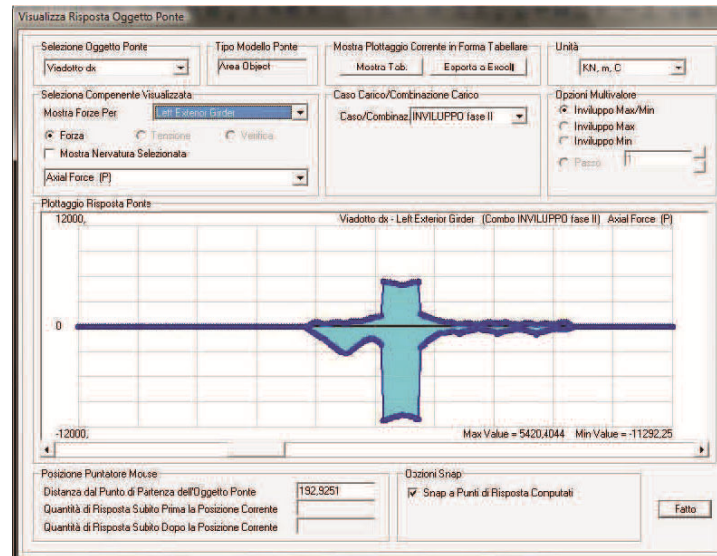 Visualizza Risposta Oggetto Ponte
Selezione Oggetto Ponte
Viadotto dx
Tipo Modello Ponte
Area Object
Mostra Plottaggio Corrente in Forma Tabellare
Mostra Tab.
Esporta a Excell
Unità
KN, m, C
Seleziona Compenente Visualizzata
Mostra Forze Per
Left Exterior Girder
Forza
Tensione
Verifica
Mostra Nervatura Selezionata
Axial Force (P)
Caso Carico/Combinazione Carico
Caso/Combinaz.
INVILUPPO fase II
Opzioni Multivalore
Inviluppo Max/Min
Inviluppo Max
Inviluppo Min
Passo
1
Plottaggio Risposta Ponte
12000,
Viadotto dx - Left Exterior Girder (Combo INVILUPPO fase II) Axial Force (P)
0
-12000,
Max Value = 5420,4044 Min Value = -11292,25
Posizione Puntatore Mouse
Distanza dal Punto di Partenza dell'Oggetto Ponte
192,9251
Quantità di Risposta Subito Prima la Posizione Corrente
Quantità di Risposta Subito Dopo la Posizione Corrente
Opzioni Snap
Snap a Punti di Risposta Conputati
Fatto